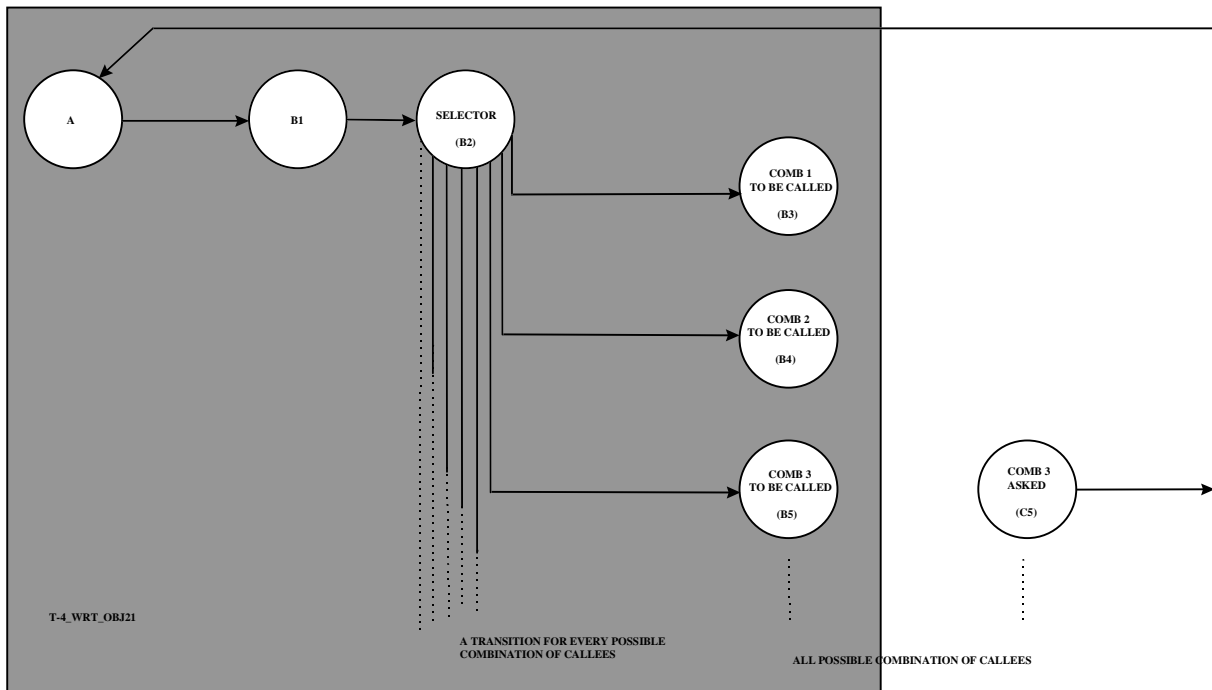 A
B1
SELECTOR
(B2)
COMB 1
TO BE CALLED
(B3)
COMB 2
TO BE CALLED
(B4)
COMB 3
TO BE CALLED
(B5)
COMB 3
ASKED
(C5)
T-4_WRT_OBJ21
A TRANSITION FOR EVERY POSSIBLE
COMBINATION OF CALLEES
ALL POSSIBLE COMBINATION OF CALLEES